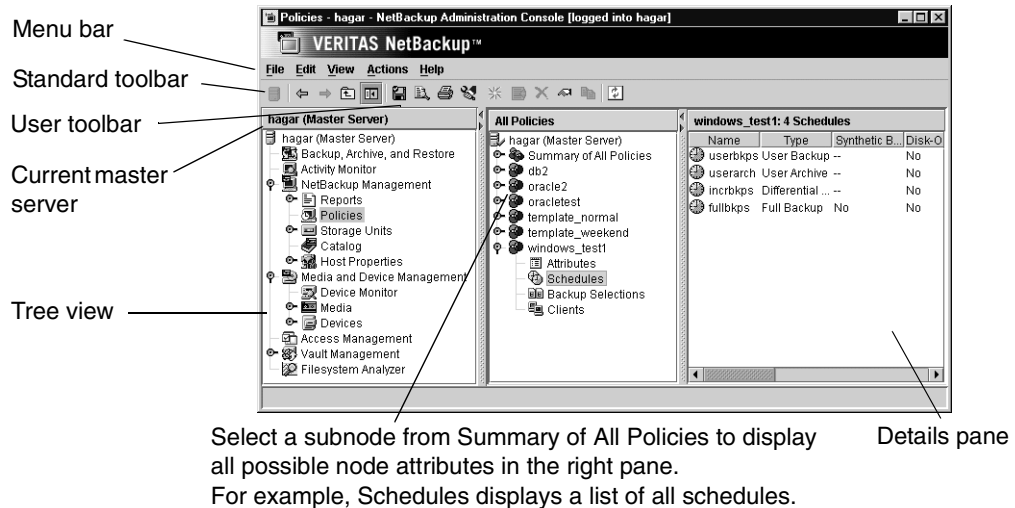 Policies - hagar - NetBackup Administration Console [logged into hagar]
VERITAS NetBackup™
File Edit View Actions Help
Menu bar
Standard toolbar
User toolbar
Current master
server
Tree view
hagar (Master Server)
hagar (Master Server)
Backup, Archive, and Restore
Activity Monitor
NetBackup Management
Reports
Policies
Storage Units
Catalog
Host Properties
Media and Device Management
Device Monitor
Media
Devices
Access Management
Vault Management
Filesystem Analyzer
All Policies
hagar (Master Server)
Summary of All Policies
db2
oracle2
oracletest
template_normal
template_weekend
windows_test1
Attributes
Schedules
Backup Selections
Clients
windows_test1: 4 Schedules
Name Type Synthetic B... Disk-O
userbkps User Backup -- No
userarch User Archive -- No
incrbkps Differential ... -- No
fullbkps Full Backup No No
Select a subnode from Summary of All Policies to display
all possible node attributes in the right pane.
For example, Schedules displays a list of all schedules.
Details pane